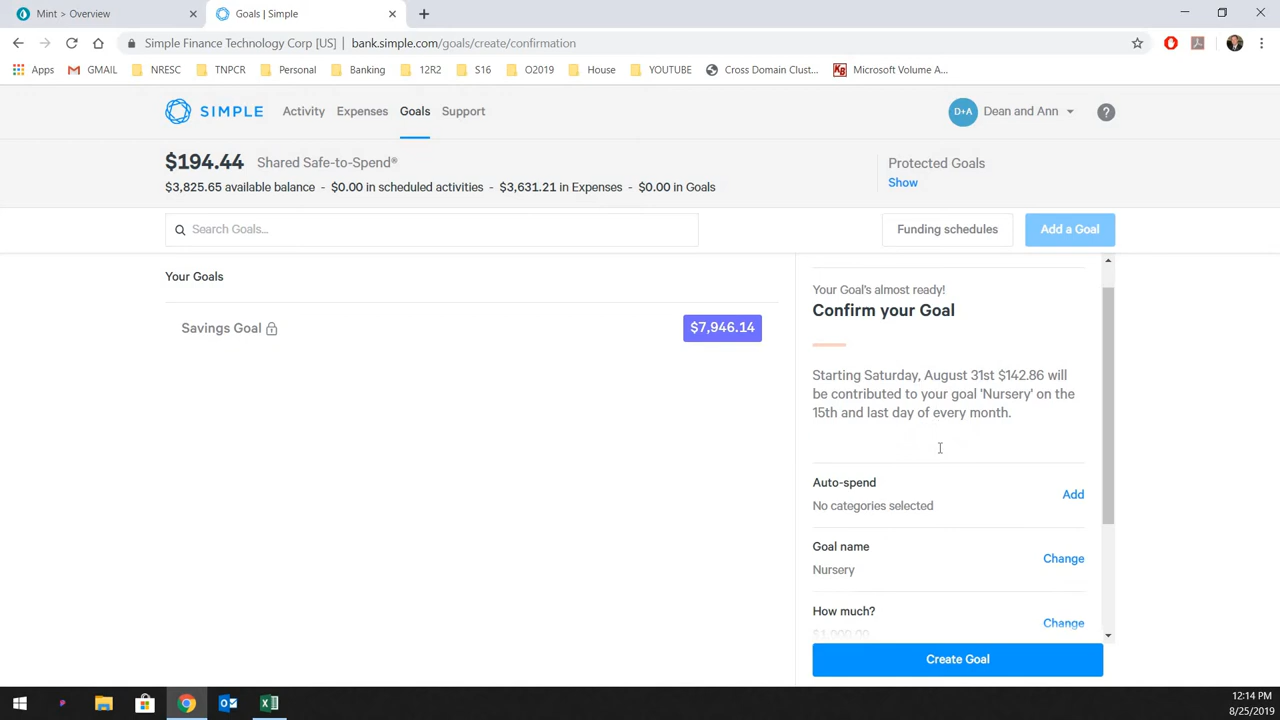 Mint > Overview
Goals | Simple
Simple Finance Technology Corp [US] | bank.simple.com/goals/create/confirmation
Apps
GMAIL
NRESC
TNPCR
Personal
Banking
12R2
S16
O2019
House
YOUTUBE
Cross Domain Clust...
KB
Microsoft Volume A...
SIMPLE
Activity
Expenses
Goals
Support
D+A
Dean and Ann
?
$194.44 Shared Safe-to-Spend®
$3,825.65 available balance - $0.00 in scheduled activities - $3,631.21 in Expenses - $0.00 in Goals
Protected Goals
Show
Search Goals...
Funding schedules
Add a Goal
Your Goals
Savings Goal
$7,946.14
Your Goal's almost ready!
Confirm your Goal
Starting Saturday, August 31st $142.86 will
be contributed to your goal 'Nursery' on the
15th and last day of every month.
Auto-spend
Add
No categories selected
Goal name
Change
Nursery
How much?
Change
$1,000.00
Create Goal
12:14 PM
8/25/2019